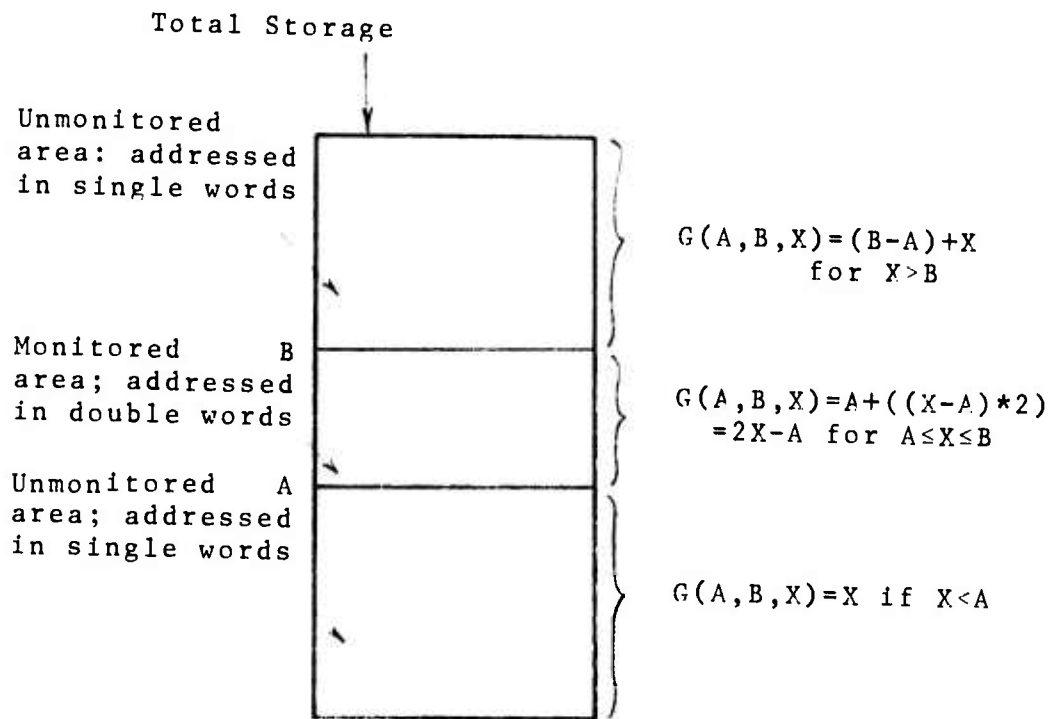 Total Storage
Unmonitored
area: addressed
in single words
G(A,B,X)=(B-A)+X
for X>B
Monitored B
area; addressed
in double words
G(A,B,X)=A+((X-A)*2)
=2X-A for A≤X≤B
Unmonitored A
area; addressed
in single words
G(A,B,X)=X if X<A